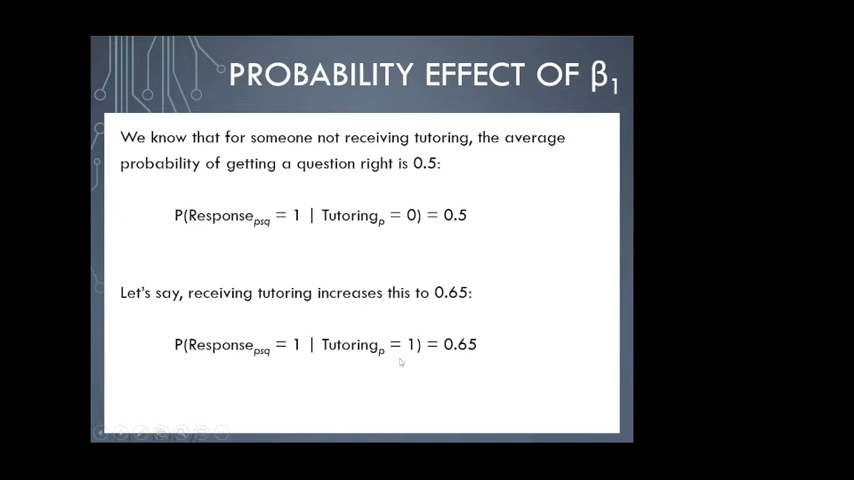 PROBABILITY EFFECT OF β1
We know that for someone not receiving tutoring, the average
probability of getting a question right is 0.5:
P(Responsepsq = 1 | Tutoringp = 0) = 0.5
Let's say, receiving tutoring increases this to 0.65:
P(Responsepsq = 1 | Tutoringp = 1) = 0.65